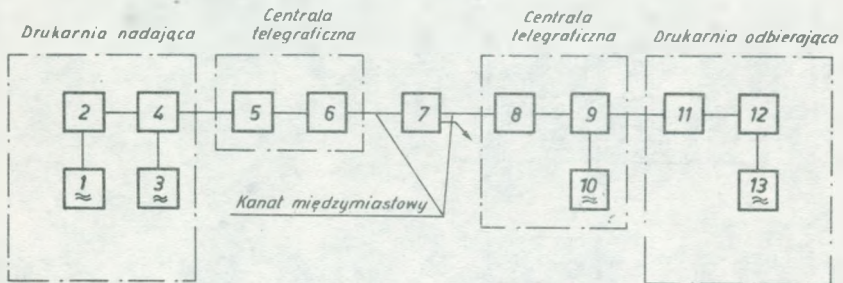 Drukarnia nadająca
Centrala
telegraficzna
Centrala
telegraficzna
Drukarnia odbierająca
2
4
5
6
7
8
9
11
12
1
3
10
13
Kanał międzymiastowy